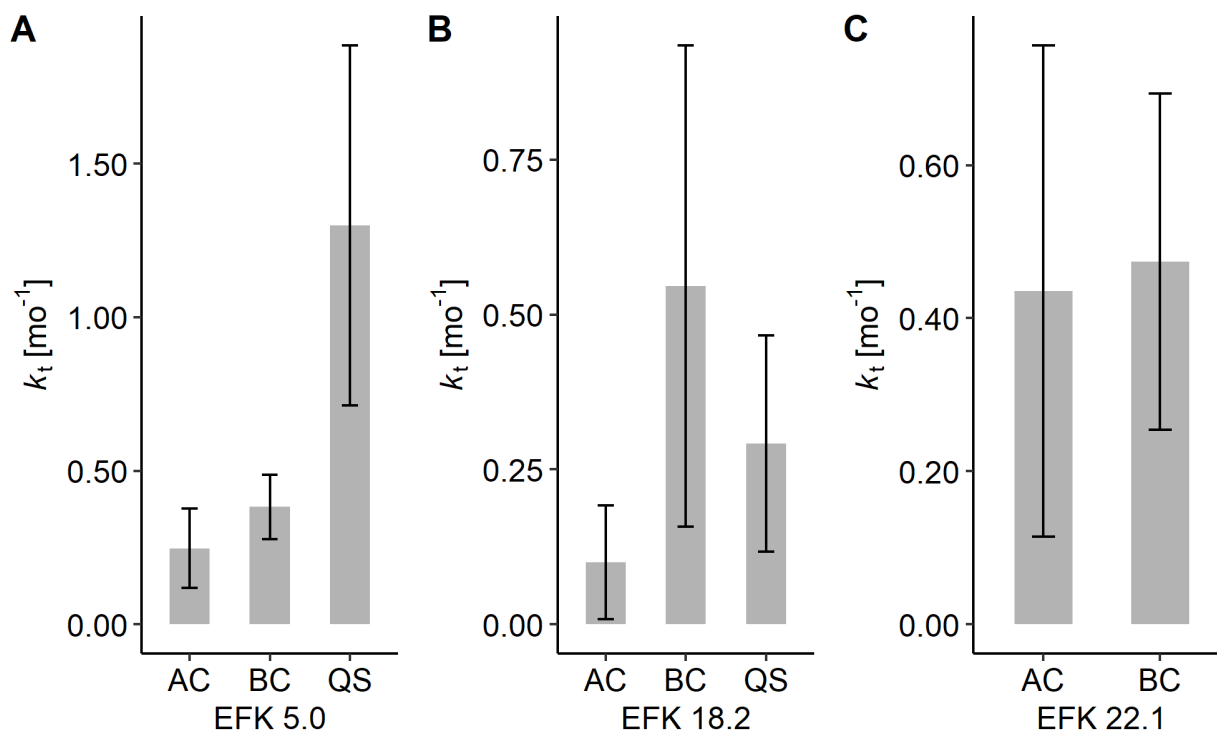 A
1.50
1.00
0.50
0.00
kt [mo-1]
AC BC QS
EFK 5.0
B
0.75
0.50
0.25
0.00
kt [mo-1]
AC BC QS
EFK 18.2
C
0.60
0.40
0.20
0.00
kt [mo-1]
AC BC
EFK 22.1